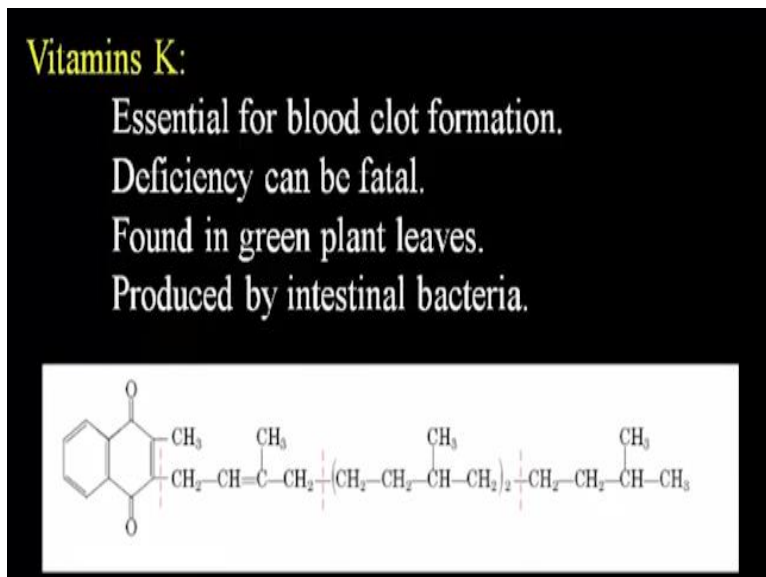 Vitamins K:
Essential for blood clot formation.
Deficiency can be fatal.
Found in green plant leaves.
Produced by intestinal bacteria.
O
CH₃ CH₃ CH₃ CH₃
CH₂–CH=C–CH₂–(CH₂–CH₂–CH–CH₂)₂–CH₂–CH₂–CH–CH₃
O